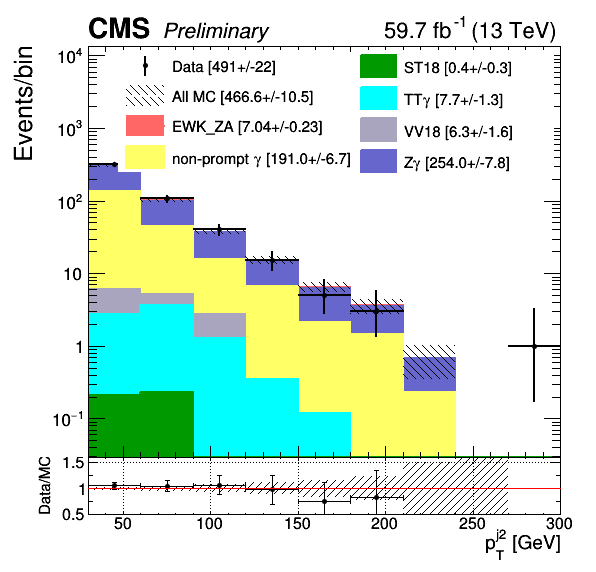 CMS Preliminary 59.7 fb⁻¹ (13 TeV)
Events/bin
Data [491+/-22]
All MC [466.6+/-10.5]
EWK_ZA [7.04+/-0.23]
non-prompt γ [191.0+/-6.7]
ST18 [0.4+/-0.3]
TTγ [7.7+/-1.3]
VV18 [6.3+/-1.6]
Zγ [254.0+/-7.8]
10⁴
10³
10²
10
1
10⁻¹
Data/MC
1.5
1
0.5
50 100 150 200 250 300
p_T^j2 [GeV]